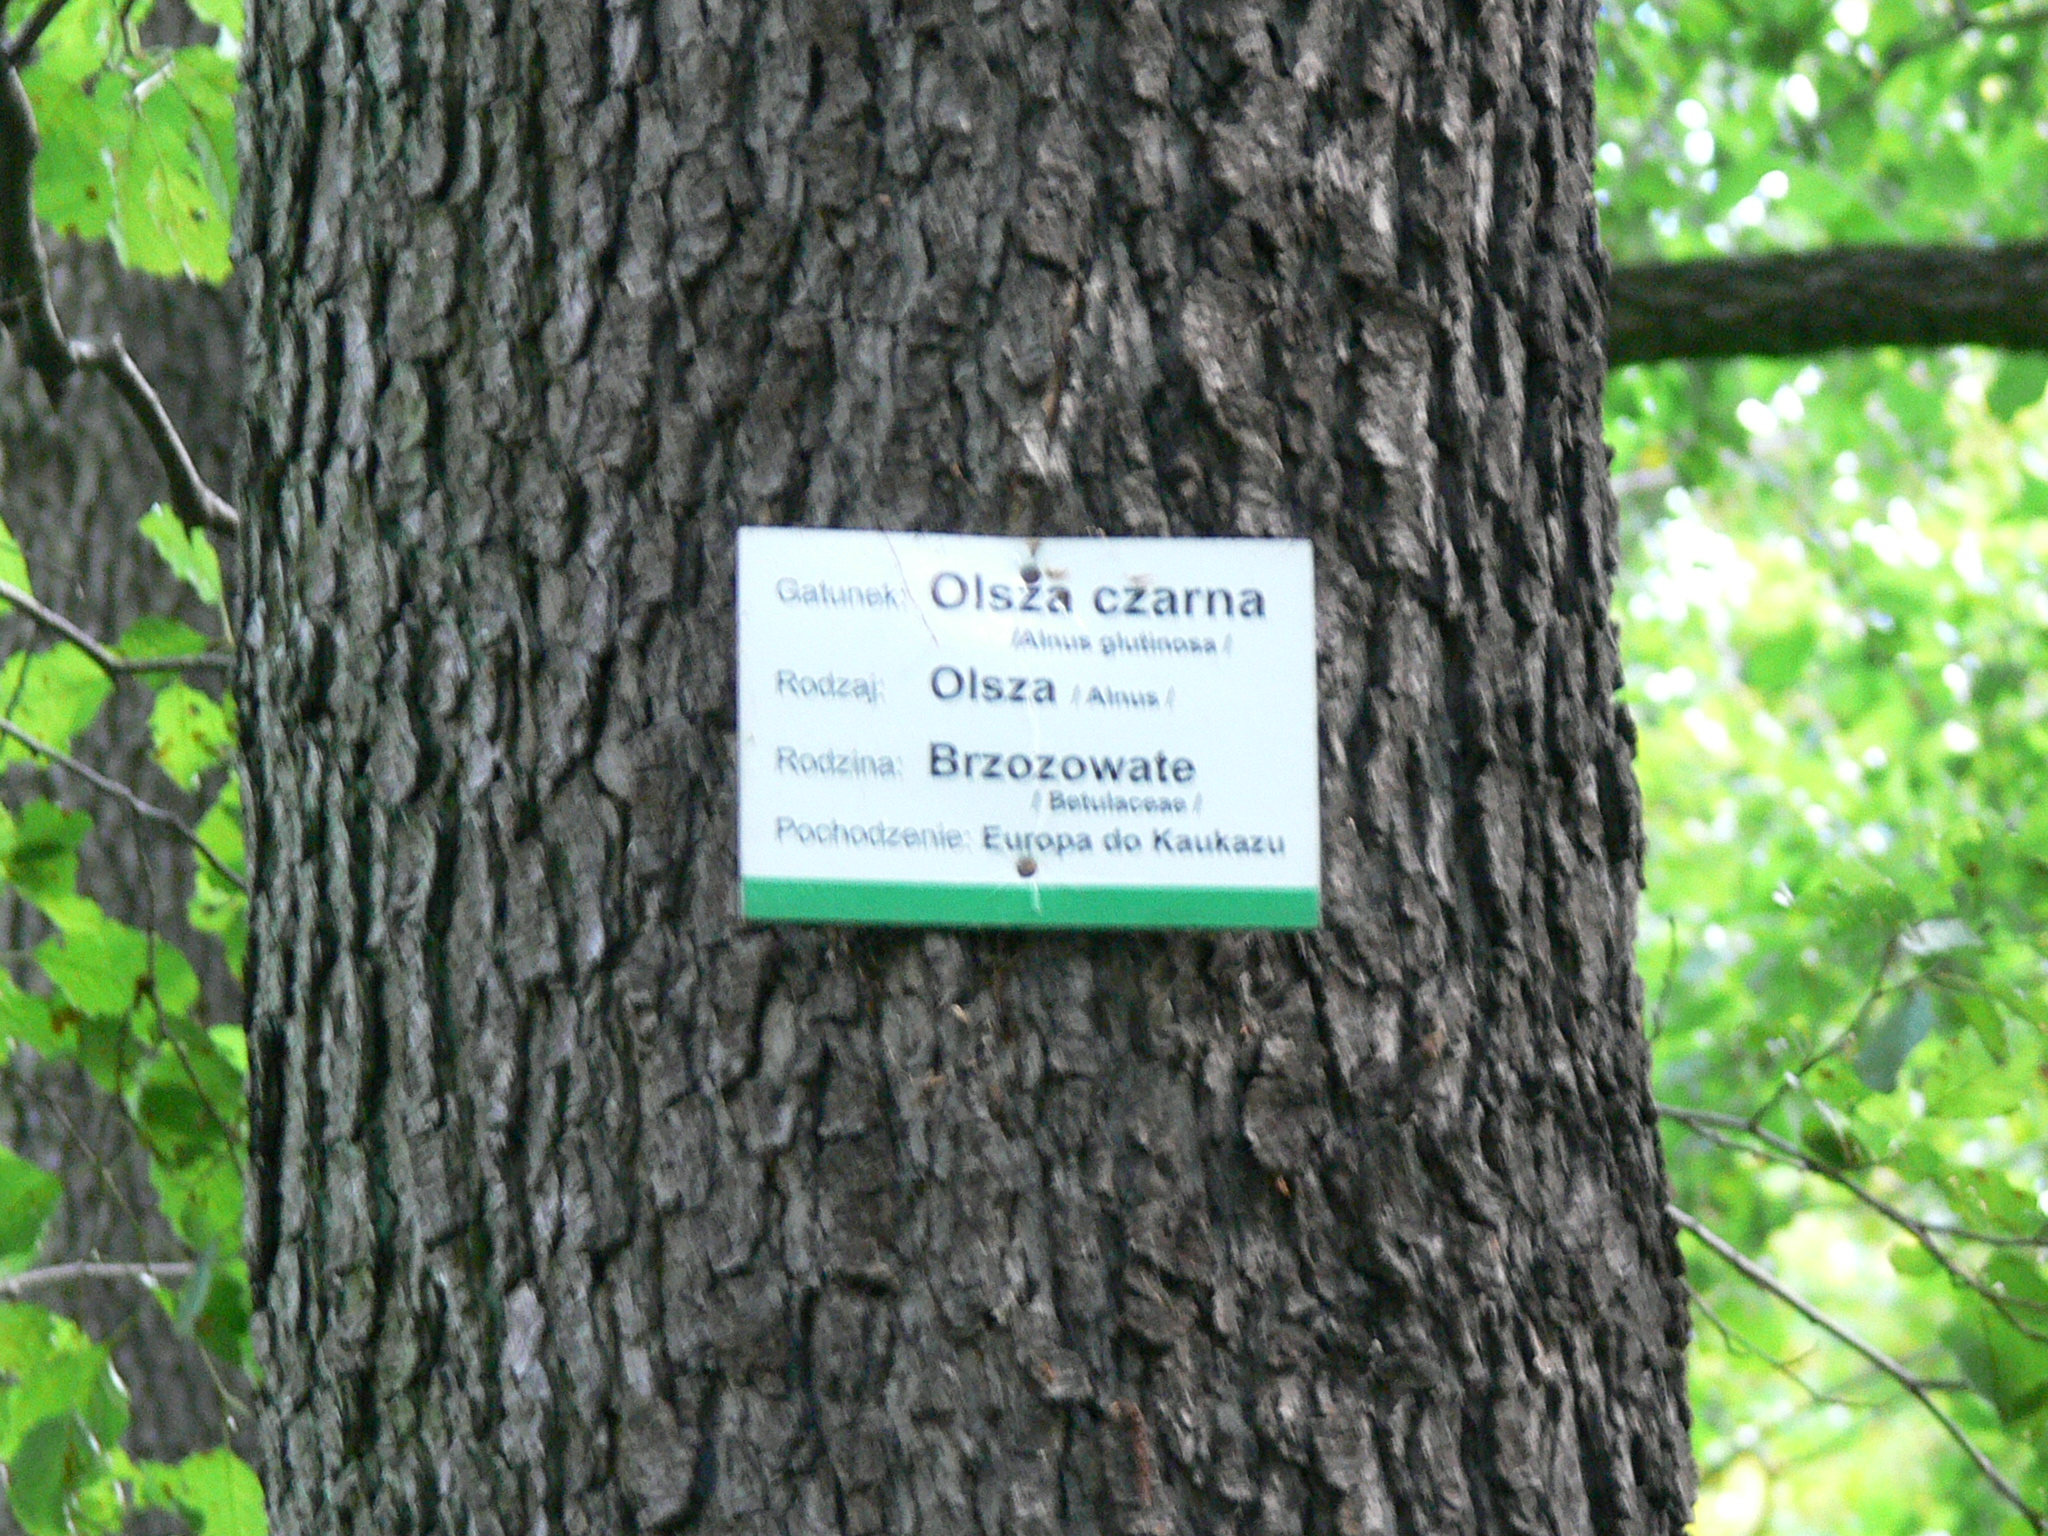 Gatunek: Olsza czarna
/Alnus glutinosa /
Rodzaj: Olsza / Alnus /
Rodzina: Brzozowate
/ Betulaceae /
Pochodzenie: Europa do Kaukazu